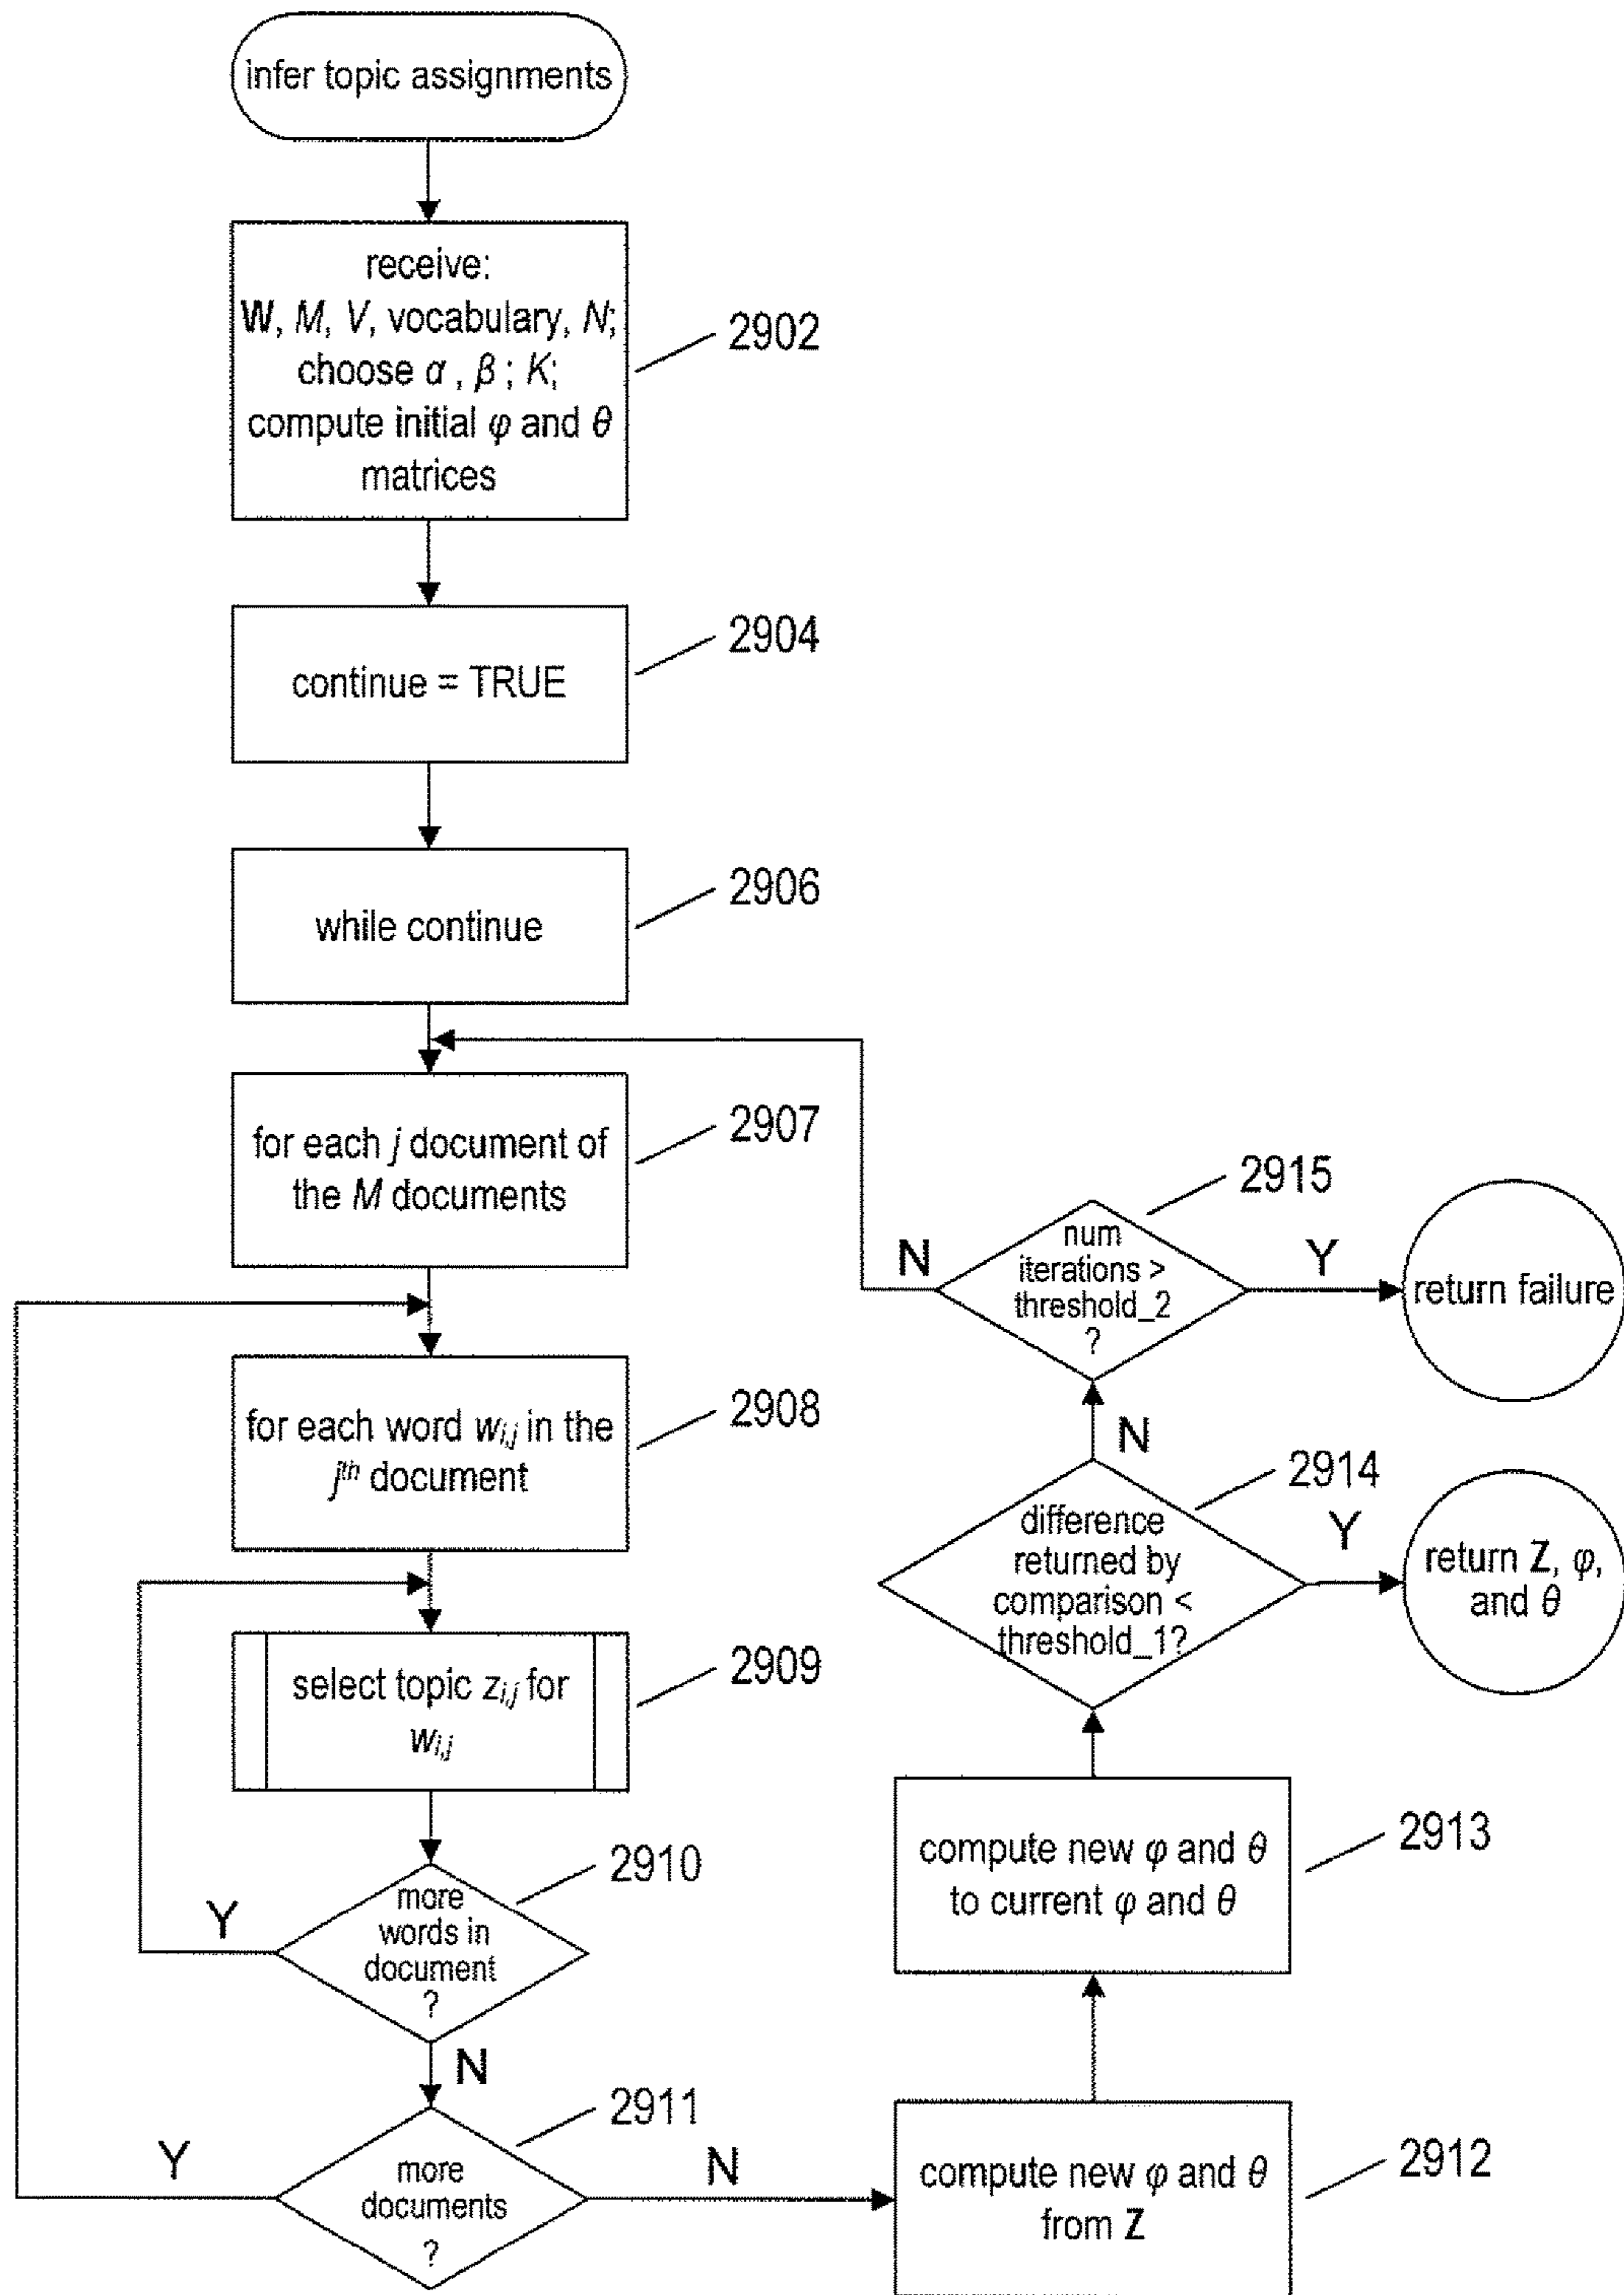 infer topic assignments
receive:
W, M, V, vocabulary, N;
choose α , β ; K;
compute initial φ and θ
matrices
2902
continue = TRUE
2904
while continue
2906
for each j document of
the M documents
2907
for each word wi,j in the
jth document
2908
select topic zi,j for
wi,j
2909
more
words in
document
?
2910
Y
N
more
documents
?
2911
Y
N
compute new φ and θ
from Z
2912
compute new φ and θ
to current φ and θ
2913
difference
returned by
comparison <
threshold_1?
2914
Y
return Z, φ,
and θ
N
num
iterations >
threshold_2
?
2915
N
Y
return failure